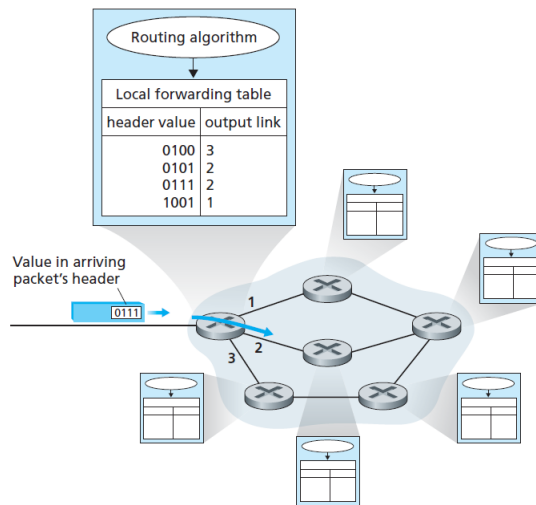 Routing algorithm
Local forwarding table
header value output link
0100 3
0101 2
0111 2
1001 1
Value in arriving
packet's header
0111
1
2
3